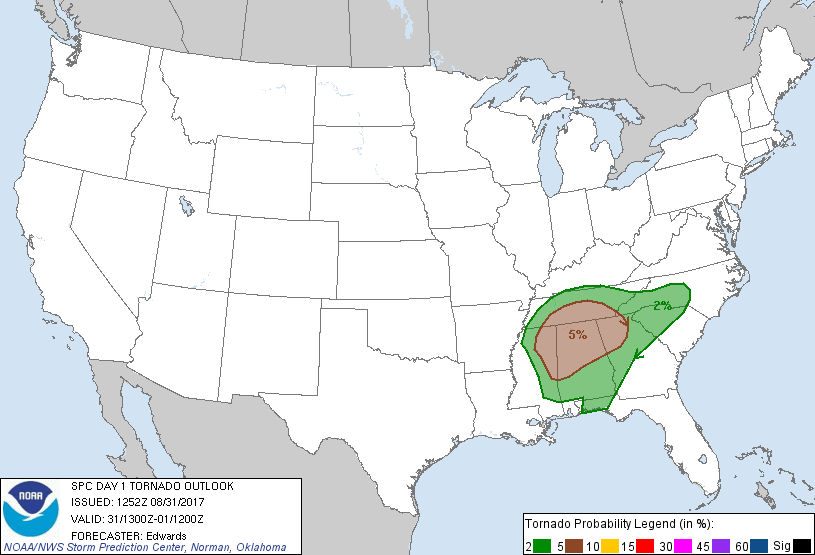 2%
5%
NOAA
SPC DAY 1 TORNADO OUTLOOK
ISSUED: 1252Z 08/31/2017
VALID: 31/1300Z-01/1200Z
FORECASTER: Edwards
NOAA/NWS Storm Prediction Center, Norman, Oklahoma
Tornado Probability Legend (in %):
2 5 10 15 30 45 60 Sig